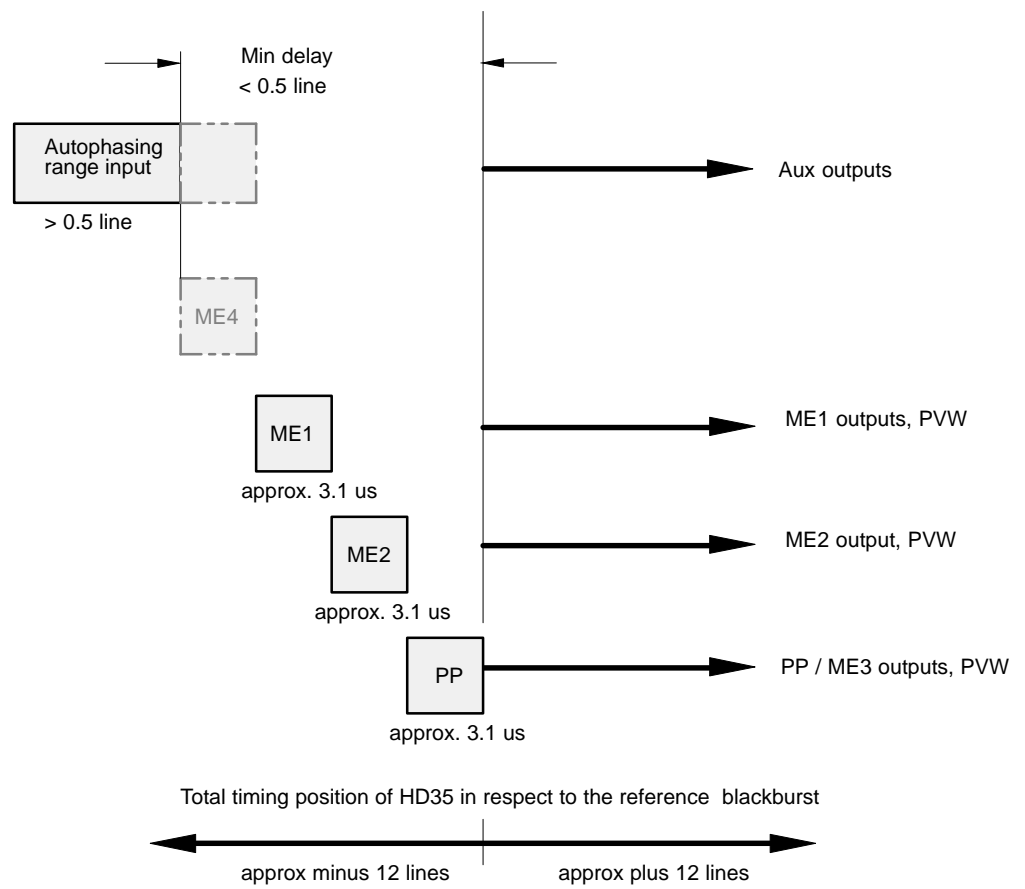 Min delay
< 0.5 line
Autophasing
range input
> 0.5 line
Aux outputs
ME4
ME1
ME1 outputs, PVW
approx. 3.1 us
ME2
ME2 output, PVW
approx. 3.1 us
PP
PP / ME3 outputs, PVW
approx. 3.1 us
Total timing position of HD35 in respect to the reference blackburst
approx minus 12 lines
approx plus 12 lines